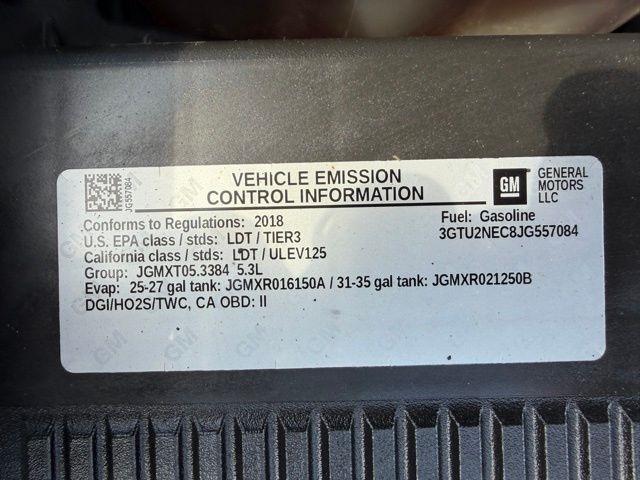 JG557084
VEHICLE EMISSION
CONTROL INFORMATION
GM
GENERAL
MOTORS
LLC
Conforms to Regulations: 2018
Fuel: Gasoline
U.S. EPA class / stds: LDT / TIER3
3GTU2NEC8JG557084
California class / stds: LDT / ULEV125
Group: JGMXT05.3384 5.3L
Evap: 25-27 gal tank: JGMXR016150A / 31-35 gal tank: JGMXR021250B
DGI/HO2S/TWC, CA OBD: II